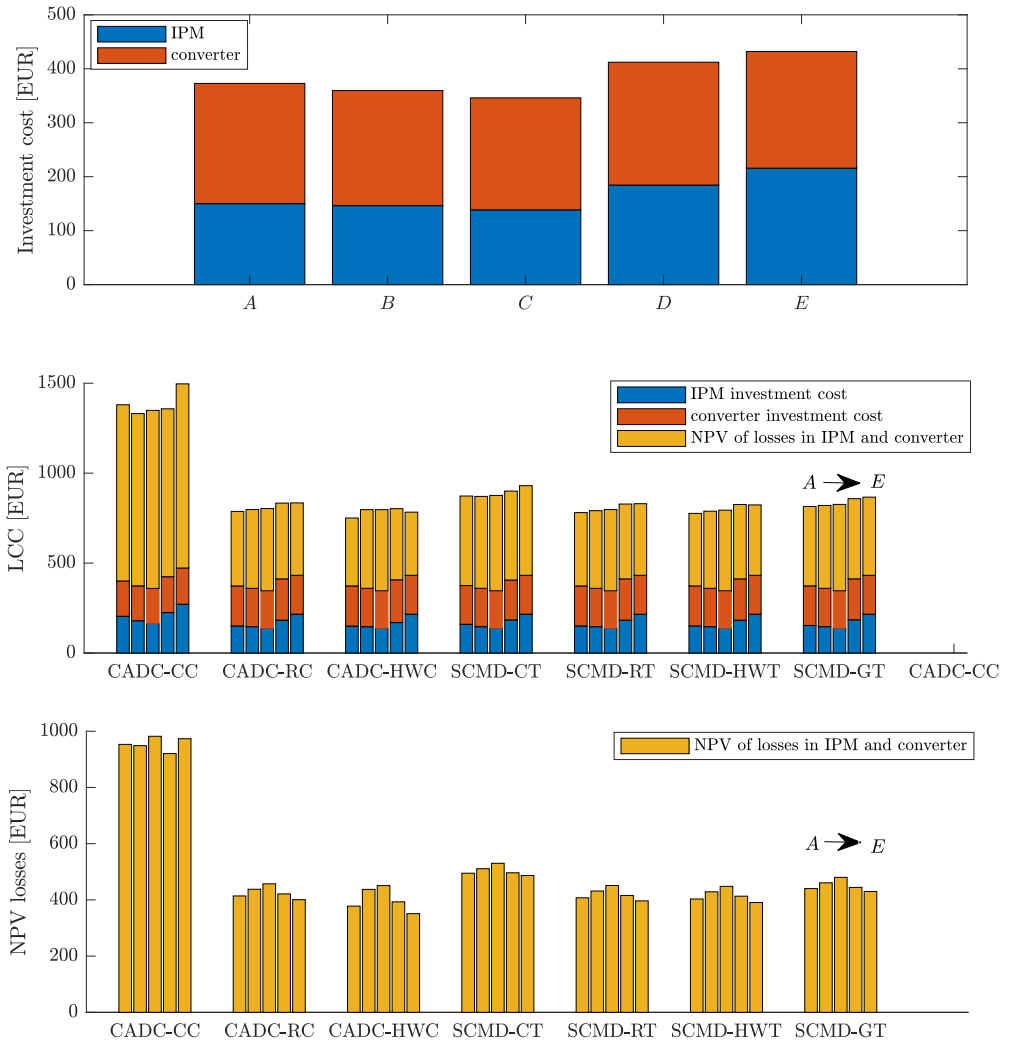 Investment cost [EUR]
500
400
300
200
100
0
IPM
converter
A B C D E
LCC [EUR]
1500
1000
500
0
IPM investment cost
converter investment cost
NPV of losses in IPM and converter
A E
CADC-CC CADC-RC CADC-HWC SCMD-CT SCMD-RT SCMD-HWT SCMD-GT CADC-CC
NPV losses [EUR]
1000
800
600
400
200
0
NPV of losses in IPM and converter
A E
CADC-CC CADC-RC CADC-HWC SCMD-CT SCMD-RT SCMD-HWT SCMD-GT